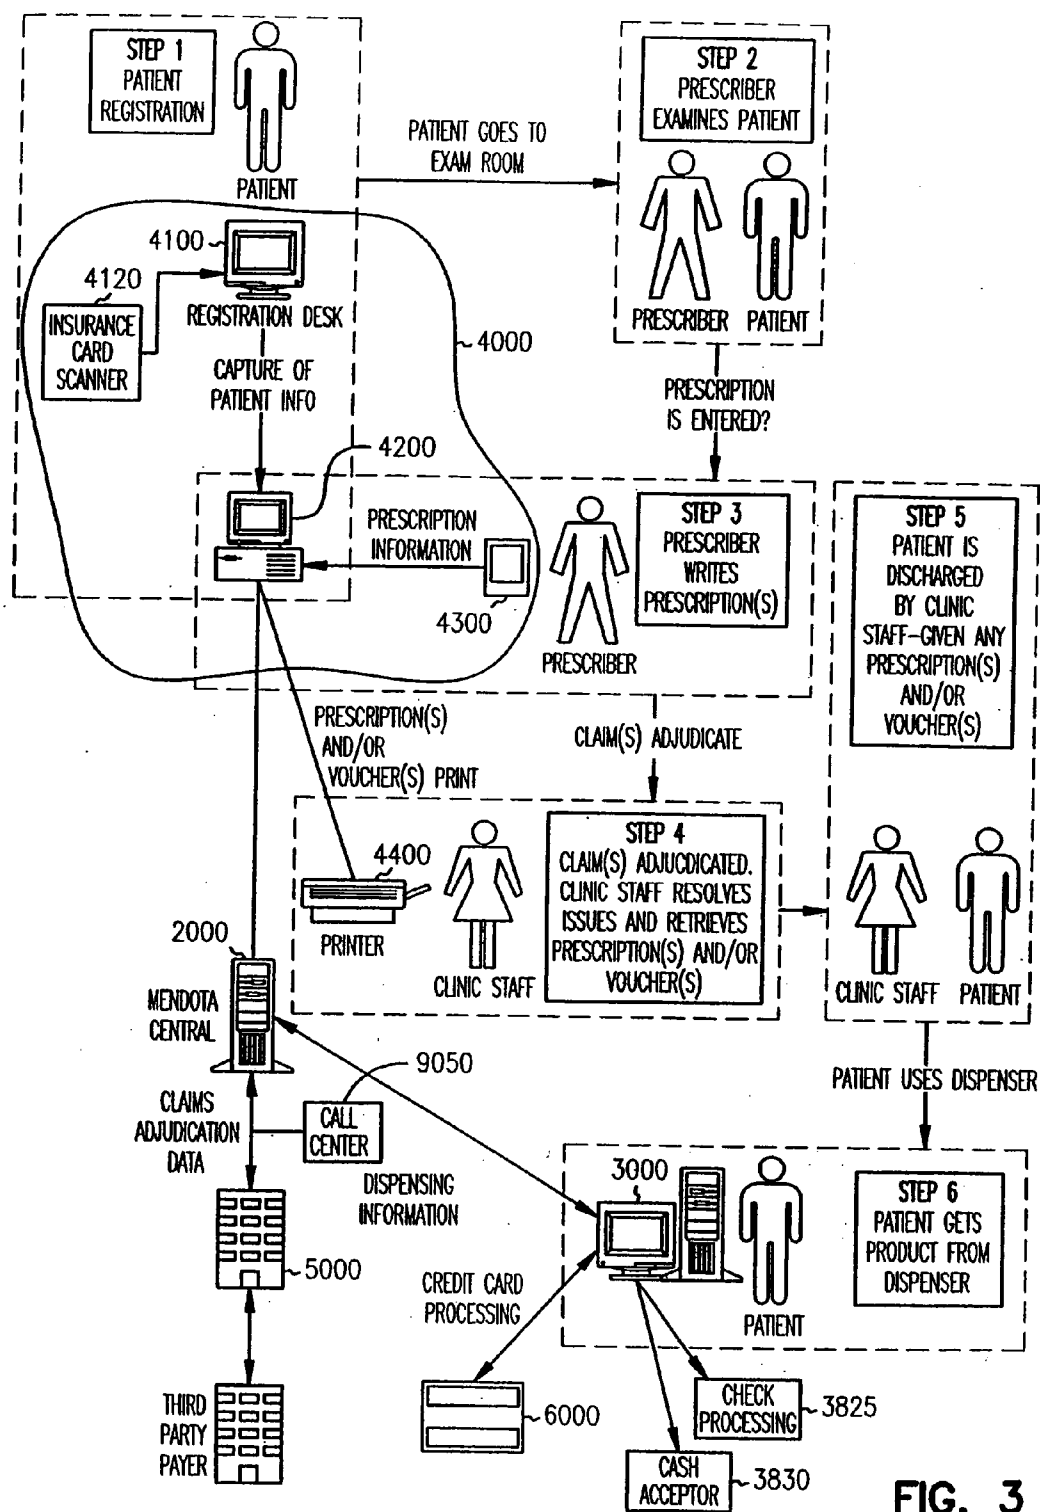 STEP 1
PATIENT
REGISTRATION
PATIENT
PATIENT GOES TO
EXAM ROOM
STEP 2
PRESCRIBER
EXAMINES PATIENT
PRESCRIBER
PATIENT
4100
4120
INSURANCE
CARD
SCANNER
REGISTRATION DESK
4000
CAPTURE OF
PATIENT INFO
PRESCRIPTION
IS ENTERED?
4200
PRESCRIPTION
INFORMATION
4300
PRESCRIBER
STEP 3
PRESCRIBER
WRITES
PRESCRIPTION(S)
STEP 5
PATIENT IS
DISCHARGED
BY CLINIC
STAFF-GIVEN ANY
PRESCRIPTION(S)
AND/OR
VOUCHER(S)
PRESCRIPTION(S)
AND/OR
VOUCHER(S) PRINT
CLAIM(S) ADJUDICATE
4400
PRINTER
CLINIC STAFF
STEP 4
CLAIM(S) ADJUCDICATED.
CLINIC STAFF RESOLVES
ISSUES AND RETRIEVES
PRESCRIPTION(S) AND/OR
VOUCHER(S)
CLINIC STAFF
PATIENT
2000
MENDOTA
CENTRAL
9050
CALL
CENTER
CLAIMS
ADJUDICATION
DATA
PATIENT USES DISPENSER
DISPENSING
INFORMATION
3000
PATIENT
STEP 6
PATIENT GETS
PRODUCT FROM
DISPENSER
5000
CREDIT CARD
PROCESSING
THIRD
PARTY
PAYER
6000
CHECK
PROCESSING
3825
CASH
ACCEPTOR
3830
FIG. 3